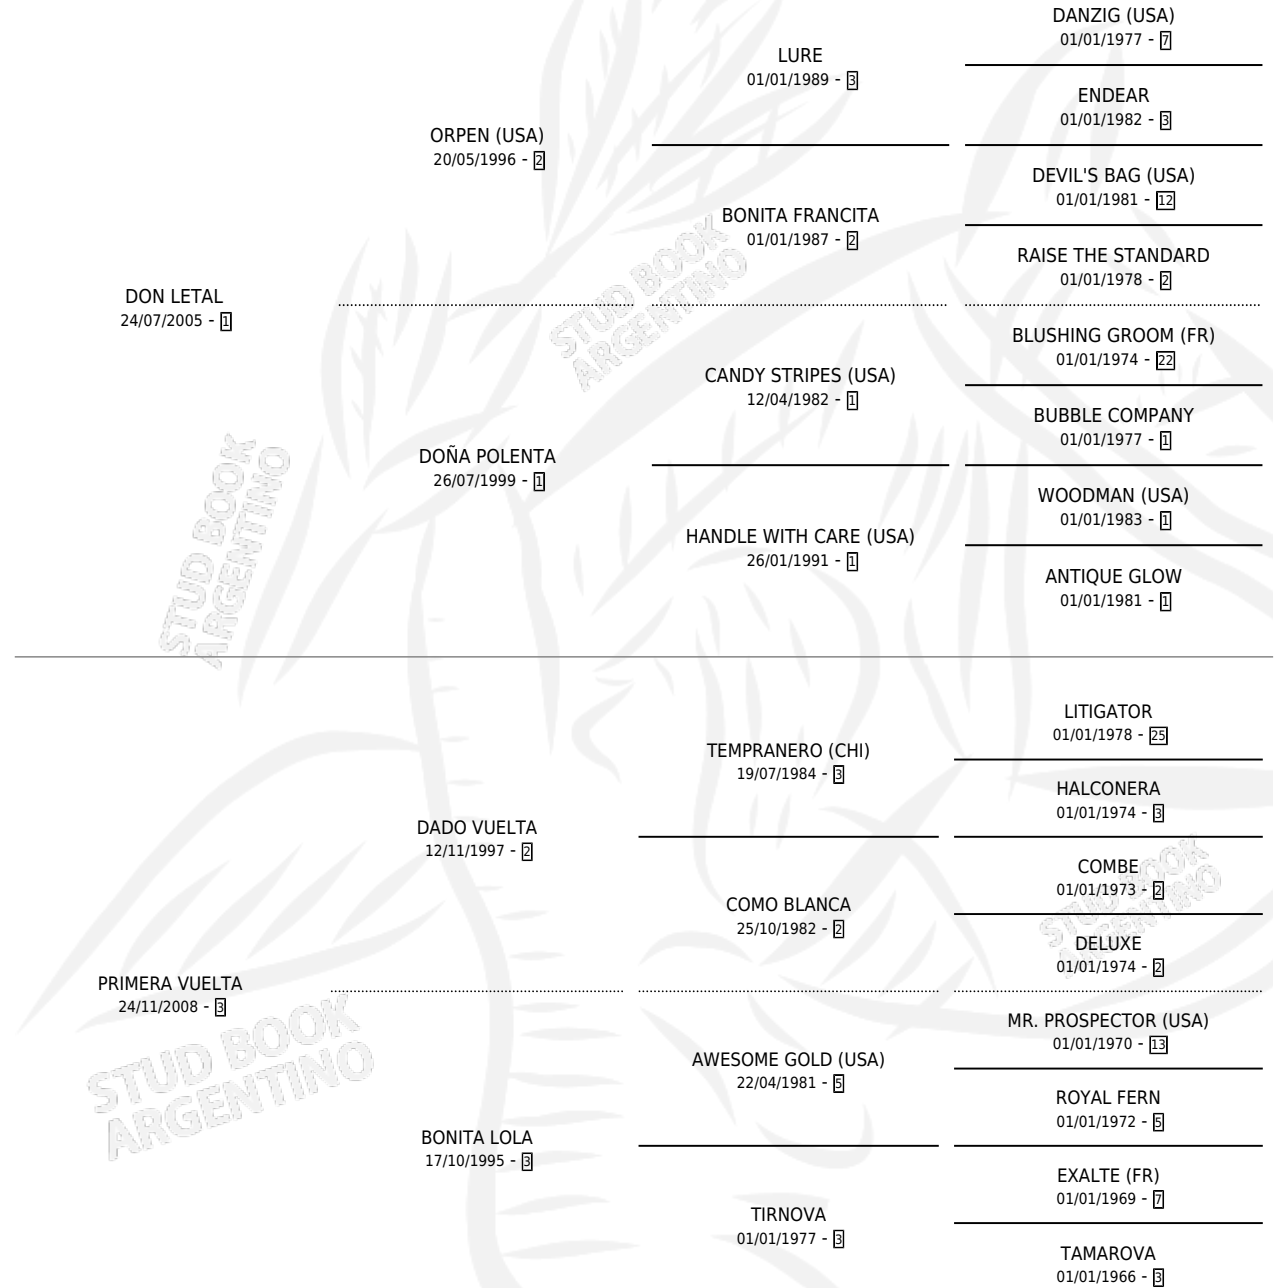 DANZIG (USA)
01/01/1977 - 7
LURE
01/01/1989 - 3
ENDEAR
01/01/1982 - 3
ORPEN (USA)
20/05/1996 - 2
DEVIL'S BAG (USA)
01/01/1981 - 12
BONITA FRANCITA
01/01/1987 - 2
RAISE THE STANDARD
01/01/1978 - 2
DON LETAL
24/07/2005 - 1
BLUSHING GROOM (FR)
01/01/1974 - 22
CANDY STRIPES (USA)
12/04/1982 - 1
BUBBLE COMPANY
01/01/1977 - 1
DOÑA POLENTA
26/07/1999 - 1
WOODMAN (USA)
01/01/1983 - 1
HANDLE WITH CARE (USA)
26/01/1991 - 1
ANTIQUE GLOW
01/01/1981 - 1
LITIGATOR
01/01/1978 - 25
TEMPRANERO (CHI)
19/07/1984 - 3
HALCONERA
01/01/1974 - 3
DADO VUELTA
12/11/1997 - 2
COMBE
01/01/1973 - 2
COMO BLANCA
25/10/1982 - 2
DELUXE
01/01/1974 - 2
PRIMERA VUELTA
24/11/2008 - 3
MR. PROSPECTOR (USA)
01/01/1970 - 13
AWESOME GOLD (USA)
22/04/1981 - 5
ROYAL FERN
01/01/1972 - 5
BONITA LOLA
17/10/1995 - 3
EXALTE (FR)
01/01/1969 - 7
TIRNOVA
01/01/1977 - 3
TAMAROVA
01/01/1966 - 3
STUD BOOK
ARGENTINO
STUD BOOK
ARGENTINO
STUD BOOK
ARGENTINO
STUD BOOK
ARGENTINO